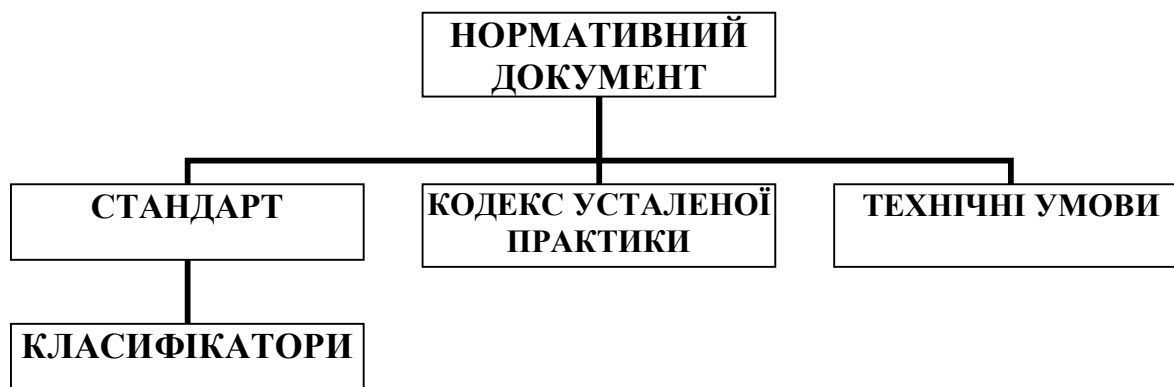 НОРМАТИВНИЙ
ДОКУМЕНТ
СТАНДАРТ
КОДЕКС УСТАЛЕНОЇ
ПРАКТИКИ
ТЕХНІЧНІ УМОВИ
КЛАСИФІКАТОРИ